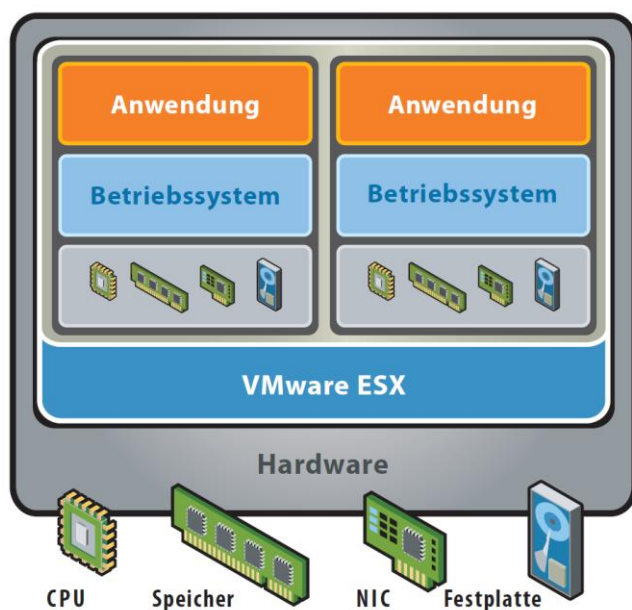 Anwendung
Anwendung
Betriebssystem
Betriebssystem
VMware ESX
Hardware
CPU
Speicher
NIC
Festplatte